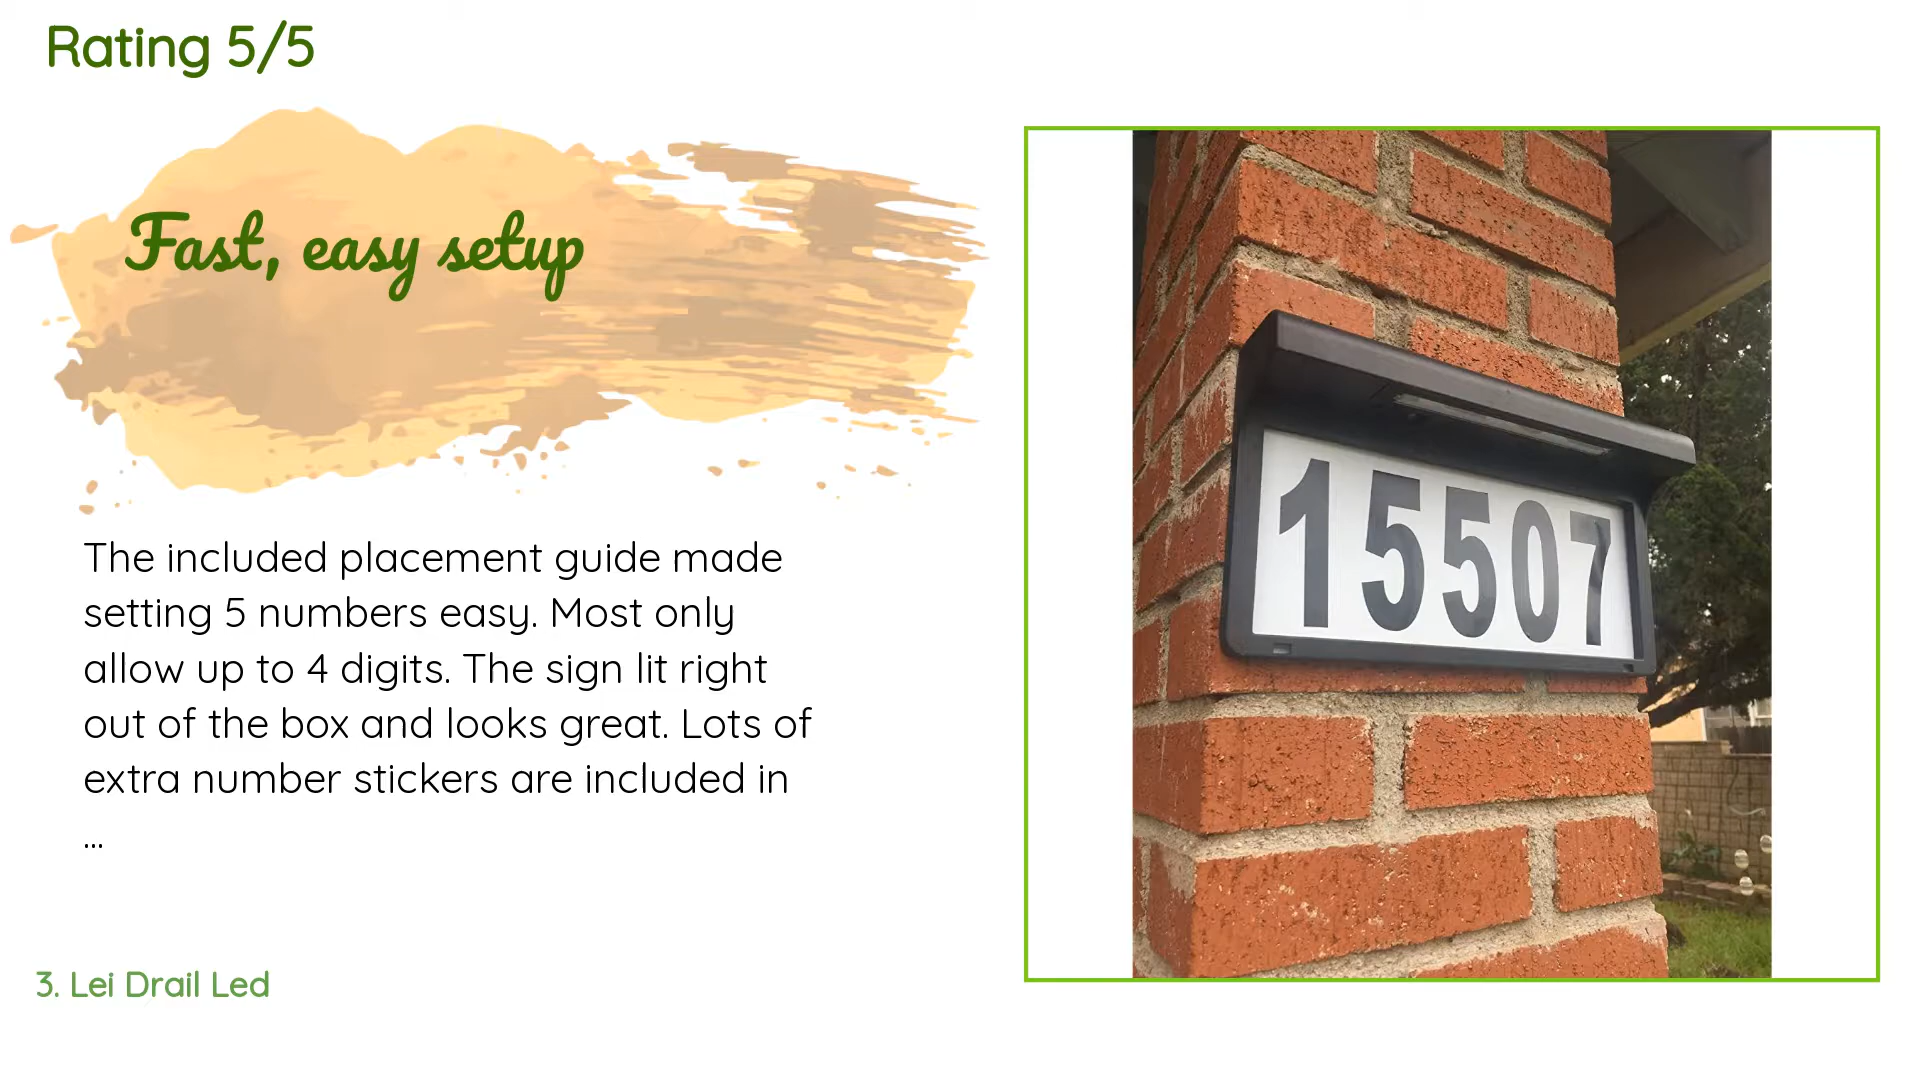 Rating 5/5
Fast, easy setup
The included placement guide made
setting 5 numbers easy. Most only
allow up to 4 digits. The sign lit right
out of the box and looks great. Lots of
extra number stickers are included in
...
15507
3. Lei Drail Led